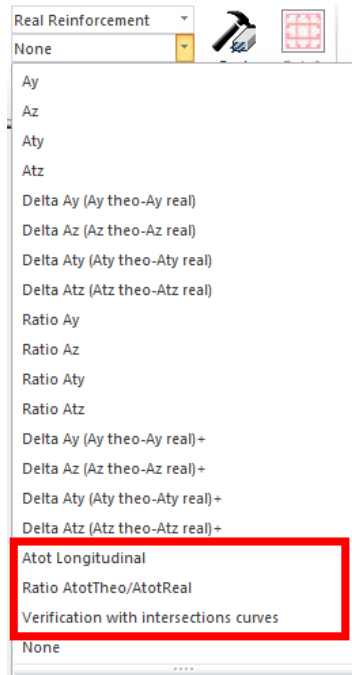 Real Reinforcement
None
Ay
Az
Aty
Atz
Delta Ay (Ay theo-Ay real)
Delta Az (Az theo-Az real)
Delta Aty (Aty theo-Aty real)
Delta Atz (Atz theo-Atz real)
Ratio Ay
Ratio Az
Ratio Aty
Ratio Atz
Delta Ay (Ay theo-Ay real)+
Delta Az (Az theo-Az real)+
Delta Aty (Aty theo-Aty real)+
Delta Atz (Atz theo-Atz real)+
Atot Longitudinal
Ratio AtotTheo/AtotReal
Verification with intersections curves
None